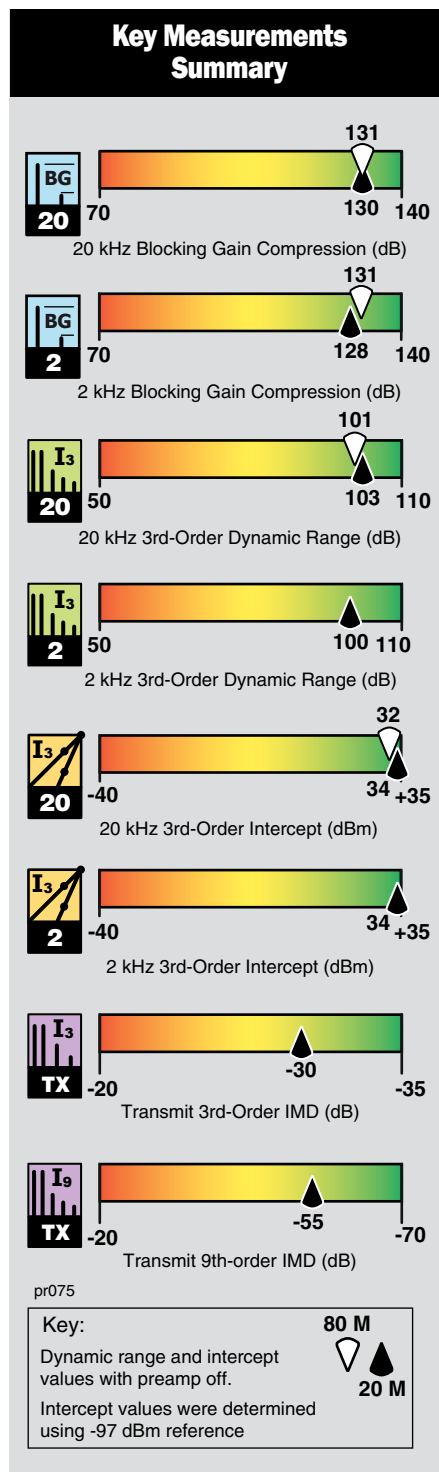 Key Measurements
Summary
BG
20
131
70
130
140
20 kHz Blocking Gain Compression (dB)
BG
2
131
70
128
140
2 kHz Blocking Gain Compression (dB)
I3
20
101
50
103
110
20 kHz 3rd-Order Dynamic Range (dB)
I3
2
50
100
110
2 kHz 3rd-Order Dynamic Range (dB)
I3
20
32
-40
34
+35
20 kHz 3rd-Order Intercept (dBm)
I3
2
-40
34
+35
2 kHz 3rd-Order Intercept (dBm)
I3
TX
-20
-30
-35
Transmit 3rd-Order IMD (dB)
I9
TX
-20
-55
-70
Transmit 9th-order IMD (dB)
pr075
Key:
80 M
Dynamic range and intercept
values with preamp off.
20 M
Intercept values were determined
using -97 dBm reference